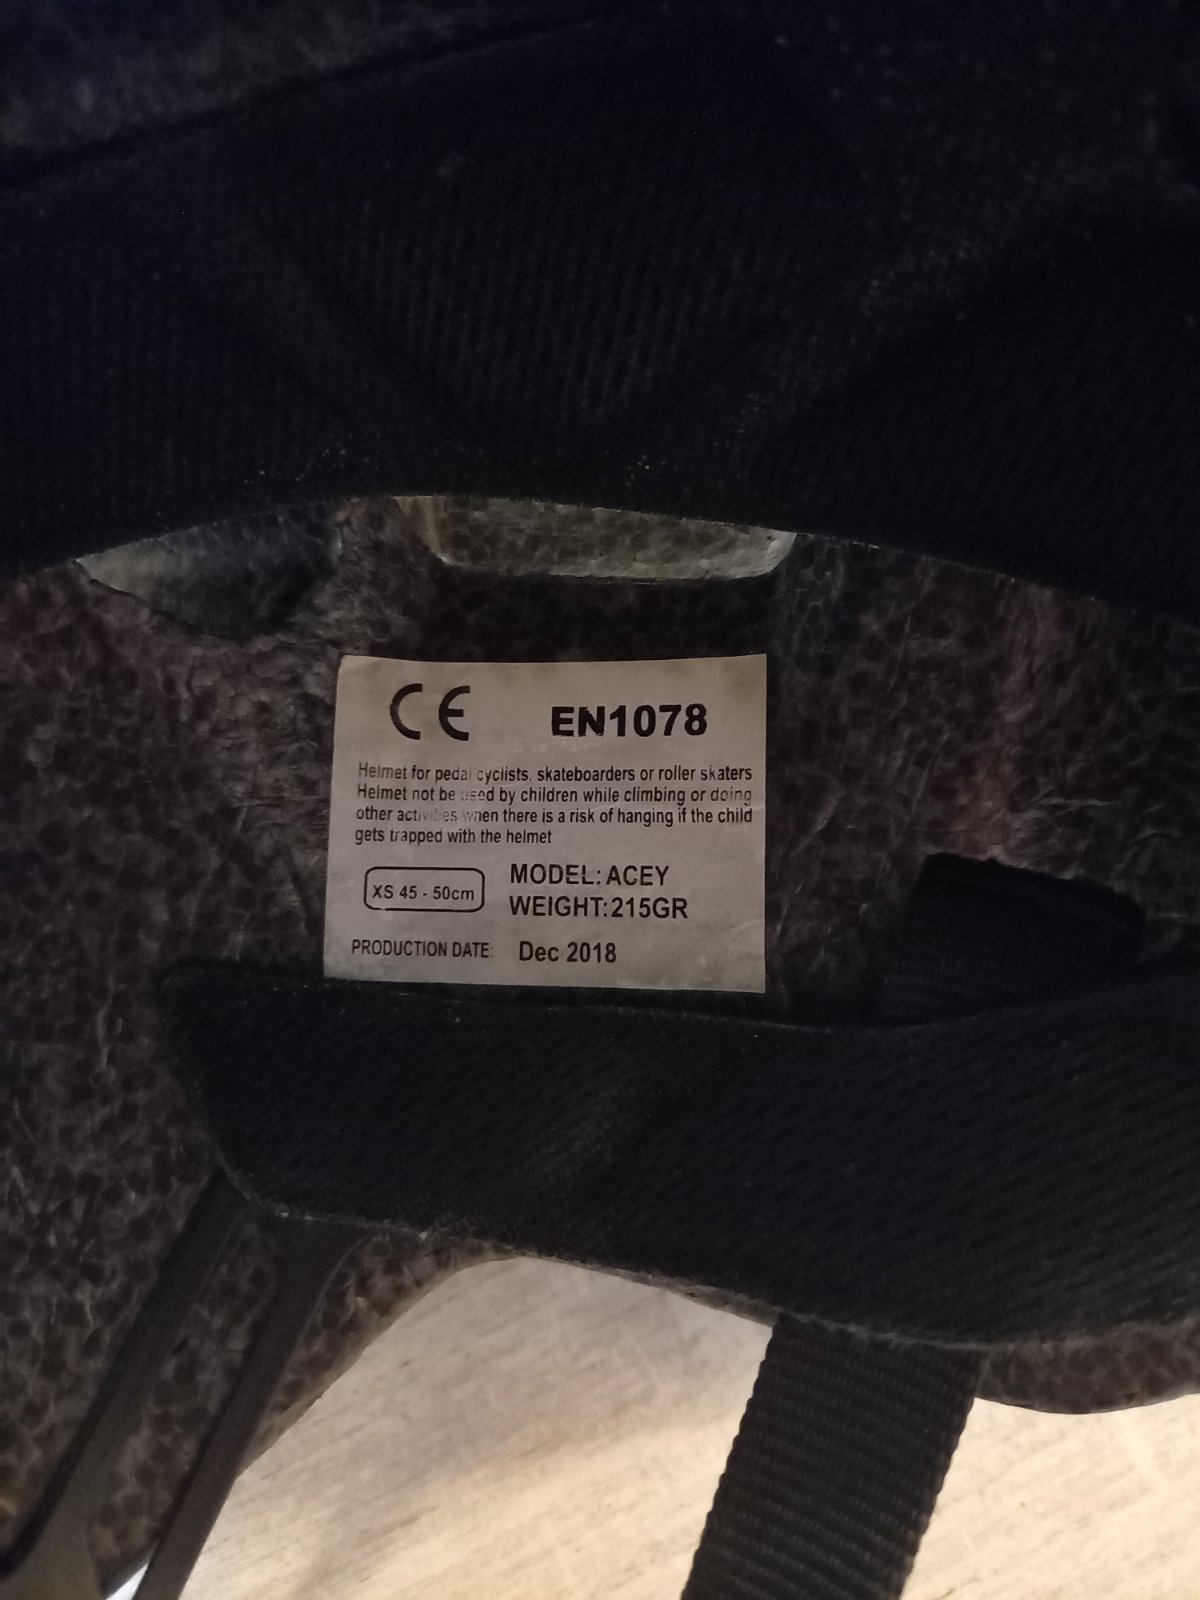 CE EN1078
Helmet for pedal cyclists, skateboarders or roller skaters
Helmet not be used by children while climbing or doing
other activities when there is a risk of hanging if the child
gets trapped with the helmet
XS 45 - 50cm
MODEL: ACEY
WEIGHT:215GR
PRODUCTION DATE: Dec 2018